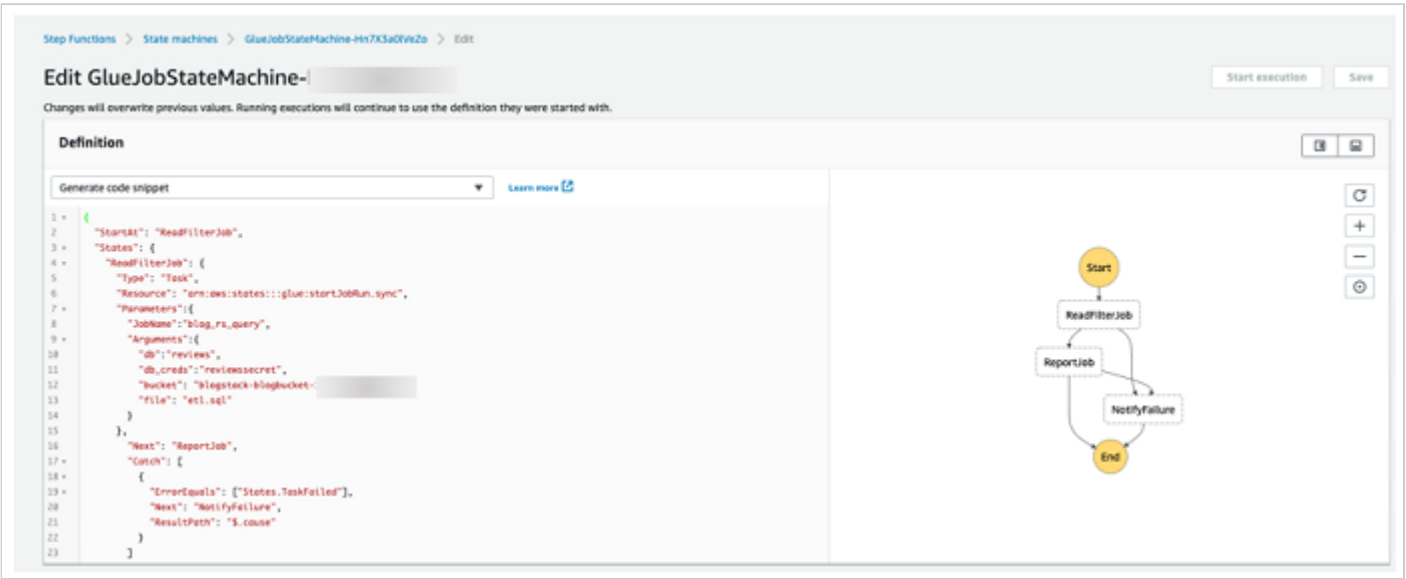 Step Functions > State machines > GlueJobStateMachine-Hn7X3a0lVeZo > Edit
Edit GlueJobStateMachine-
Start execution
Save
Changes will overwrite previous values. Running executions will continue to use the definition they were started with.
Definition
Generate code snippet
Learn more
1 {
2 "StartAt": "ReadFilterJob",
3 "States": {
4 "ReadFilterJob": {
5 "Type": "Task",
6 "Resource": "arn:aws:states:::glue:startJobRun.sync",
7 "Parameters":{
8 "JobName":"blog_rs_query",
9 "Arguments":{
10 "db":"reviews",
11 "db_creds":"reviewssecret",
12 "bucket": "blogstack-blogbucket-
13 "file": "etl.sql"
14 }
15 },
16 "Next": "ReportJob",
17 "Catch": [
18 {
19 "ErrorEquals": ["States.TaskFailed"],
20 "Next": "NotifyFailure",
21 "ResultPath": "$.cause"
22 }
23 ]
Start
ReadFilterJob
ReportJob
NotifyFailure
End